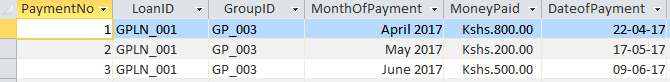 PaymentNo LoanID GroupID MonthOfPayment MoneyPaid DateofPayment
1 GPLN_001 GP_003 April 2017 Kshs.800.00 22-04-17
2 GPLN_001 GP_003 May 2017 Kshs.200.00 17-05-17
3 GPLN_001 GP_003 June 2017 Kshs.500.00 09-06-17